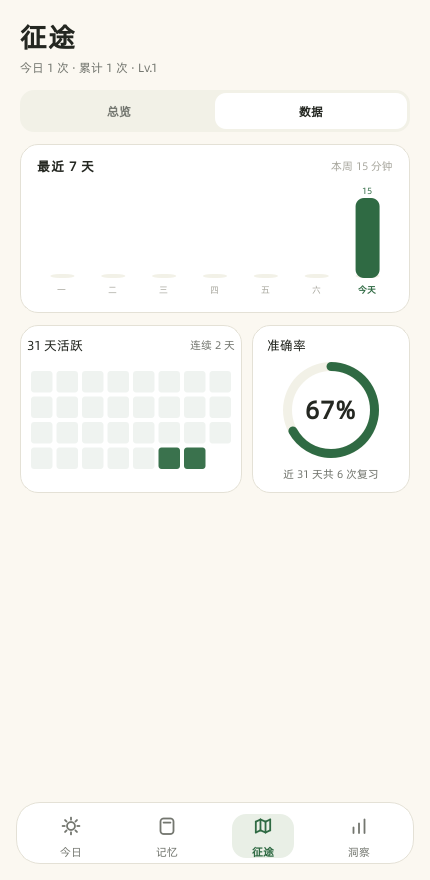 征途
今日 1 次 · 累计 1 次 · Lv.1
总览 数据
最近 7 天 本周 15 分钟
15
一 二 三 四 五 六 今天
31 天活跃 连续 2 天
准确率
67%
近 31 天共 6 次复习
今日 记忆 征途 洞察